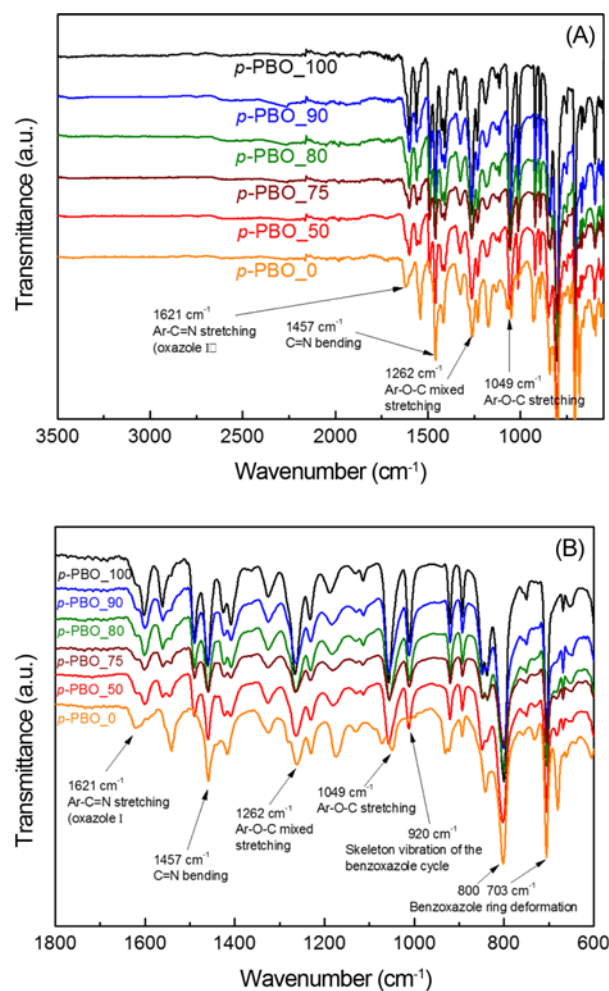 (A)
p-PBO_100
p-PBO_90
p-PBO_80
p-PBO_75
p-PBO_50
p-PBO_0
1621 cm-1
Ar-C=N stretching
(oxazole I□
1457 cm-1
C=N bending
1262 cm-1
Ar-O-C mixed
stretching
1049 cm-1
Ar-O-C stretching
Transmittance (a.u.)
3500 3000 2500 2000 1500 1000
Wavenumber (cm-1)
(B)
p-PBO_100
p-PBO_90
p-PBO_80
p-PBO_75
p-PBO_50
p-PBO_0
1621 cm-1
Ar-C=N stretching
(oxazole I
1457 cm-1
C=N bending
1262 cm-1
Ar-O-C mixed
stretching
1049 cm-1
Ar-O-C stretching
920 cm-1
Skeleton vibration of the
benzoxazole cycle
800 703 cm-1
Benzoxazole ring deformation
Transmittance (a.u.)
1800 1600 1400 1200 1000 800 600
Wavenumber (cm-1)